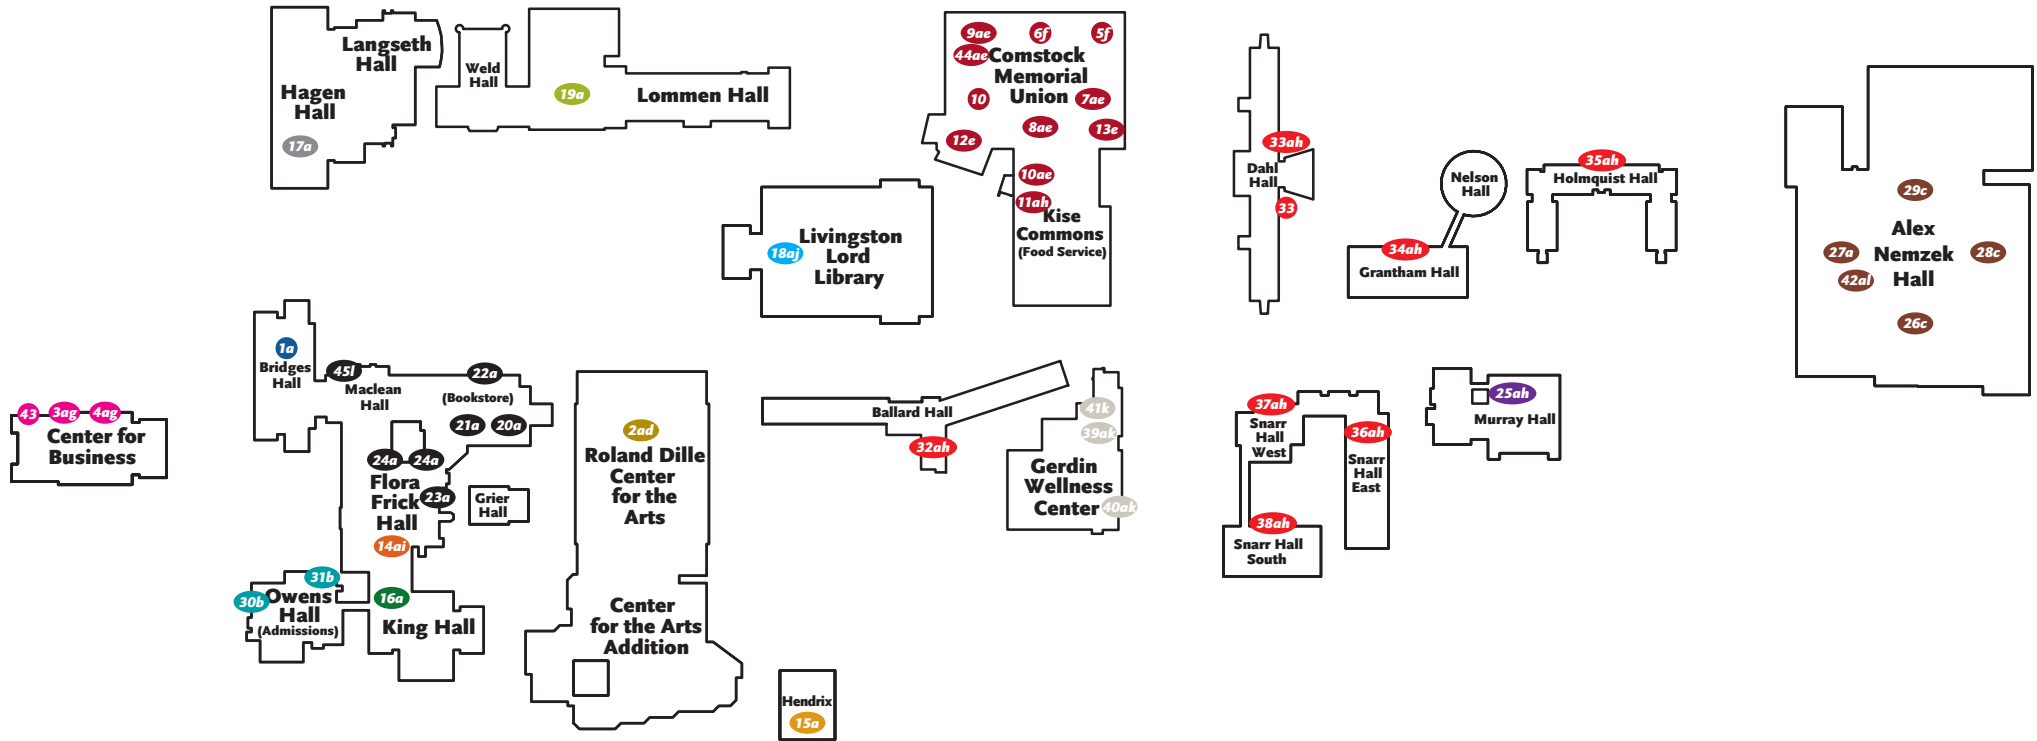 Langseth
Hall
Hagen
Hall
17a
Weld
Hall
19a
Lommen Hall
9ae
6f
5f
44ae
Comstock
Memorial
Union
10
7ae
8ae
12e
13e
10ae
11ah
Kise
Commons
(Food Service)
Livingston
Lord
Library
18aj
33ah
Dahl
Hall
33
Nelson
Hall
34ah
Grantham Hall
35ah
Holmquist Hall
29c
Alex
Nemzek
Hall
27a
28c
42al
26c
1a
Bridges
Hall
45l
Maclean
Hall
22a
(Bookstore)
21a
20a
43
3ag
4ag
Center for
Business
24a
24a
Flora
Frick
Hall
23a
Grier
Hall
14ai
31b
30b
Owens
Hall
(Admissions)
16a
King Hall
2ad
Roland Dille
Center
for the
Arts
Center
for the Arts
Addition
Hendrix
15a
Ballard Hall
32ah
41k
39ak
Gerdin
Wellness
Center
40ak
37ah
Snarr
Hall
West
36ah
Snarr
Hall
East
38ah
Snarr Hall
South
25ah
Murray Hall